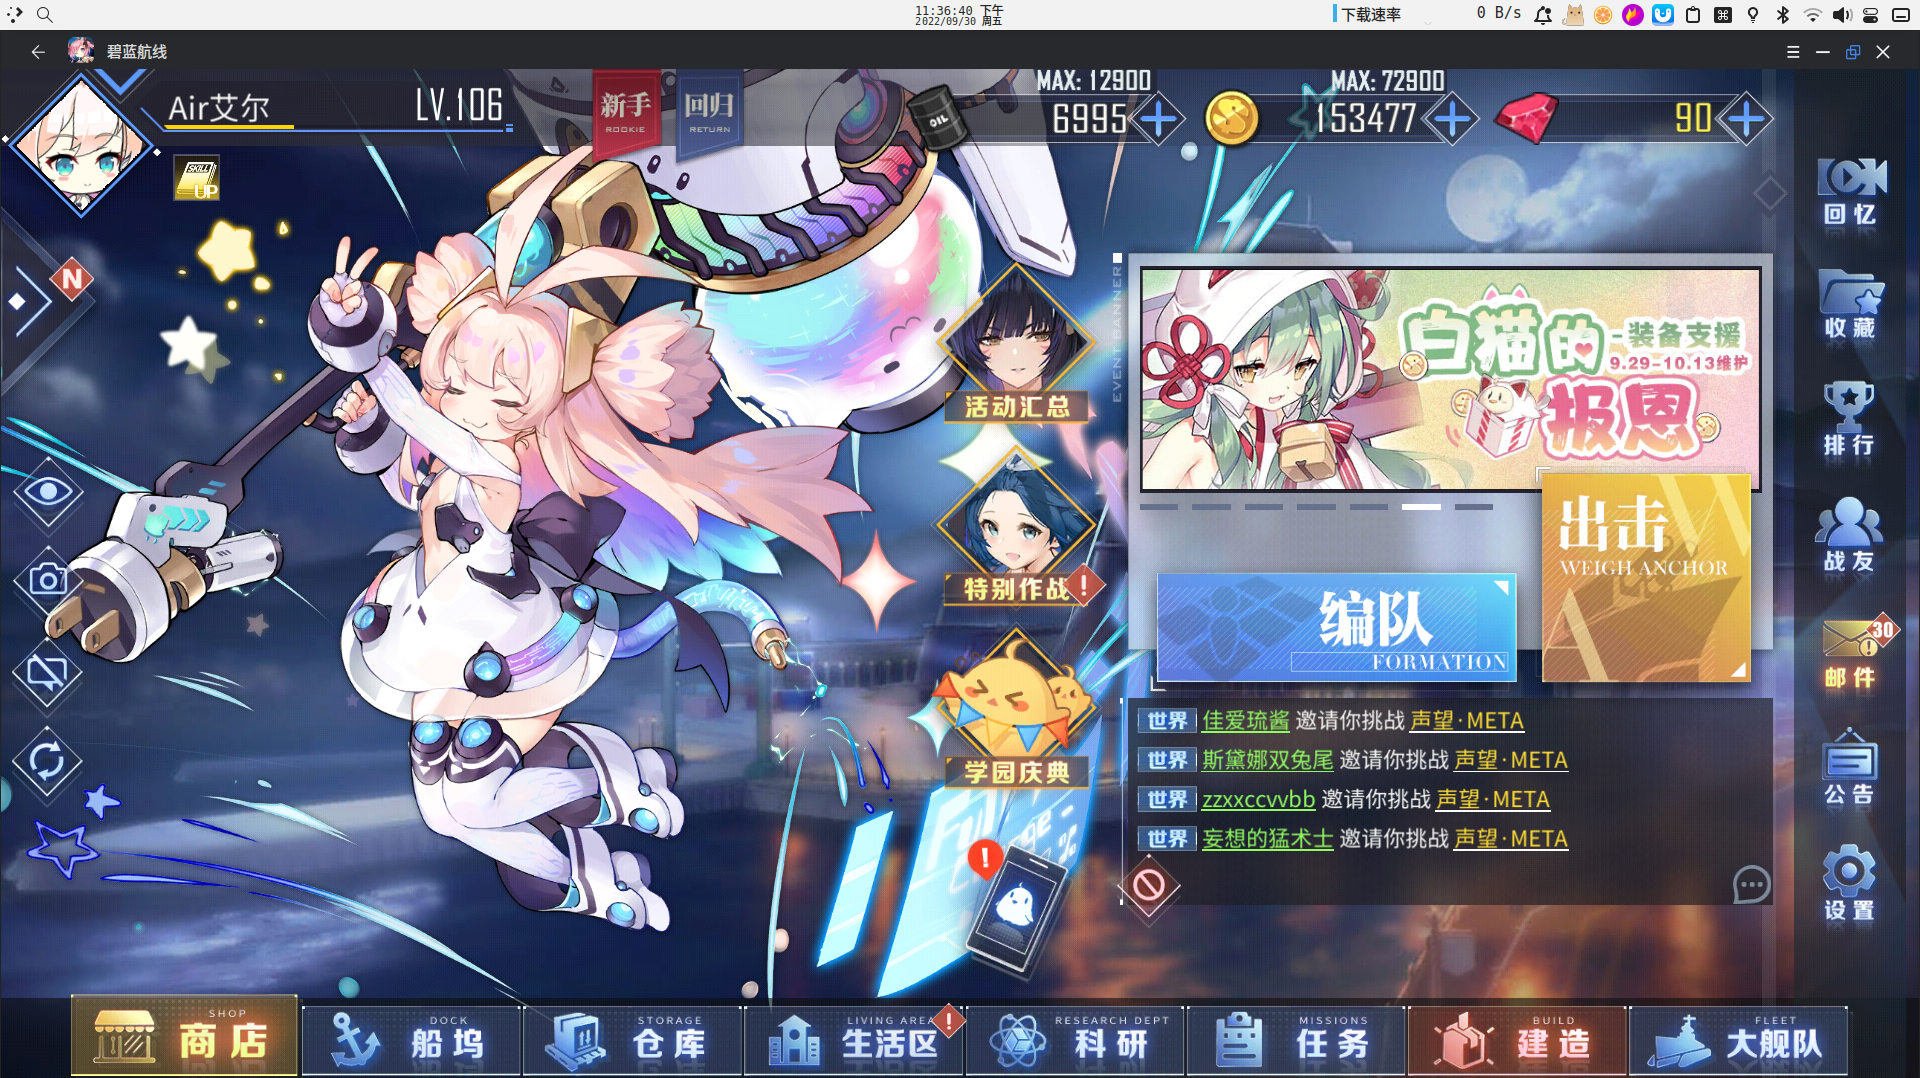 11:36:40 下午
2022/09/30 周五
下载速率
0 B/s
碧蓝航线
Air艾尔
LV.106
新手
ROOKIE
回归
RETURN
OIL
MAX: 12900
6995
MAX: 72900
153477
90
SKILL
UP
N
回忆
收藏
排行
战友
30
邮件
公告
设置
EVENT BANNER
白猫的
报恩
-装备支援
9.29-10.13维护
活动汇总
特别作战
学园庆典
出击
WEIGH ANCHOR
编队
FORMATION
世界 佳爱琉酱 邀请你挑战 声望·META
世界 斯黛娜双兔尾 邀请你挑战 声望·META
世界 zzxxccvvbb 邀请你挑战 声望·META
世界 妄想的猛术士 邀请你挑战 声望·META
SHOP
商店
DOCK
船坞
STORAGE
仓库
LIVING AREA
生活区
RESEARCH DEPT
科研
MISSIONS
任务
BUILD
建造
FLEET
大舰队